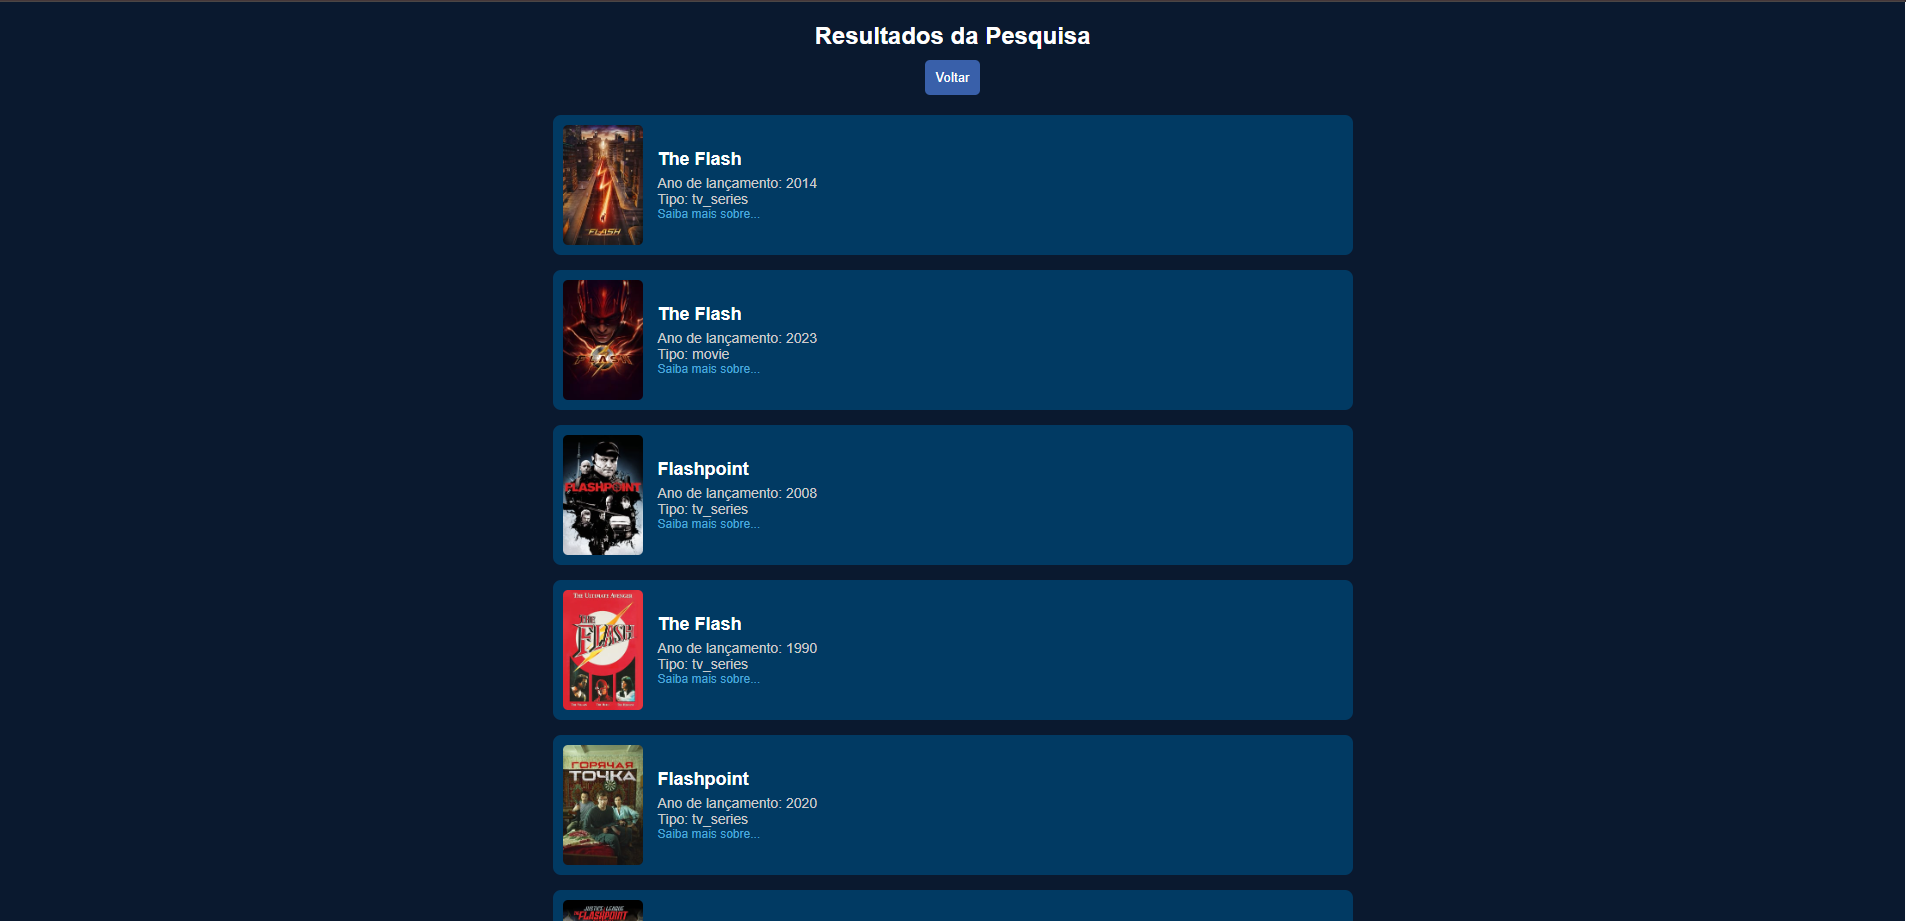 Resultados da Pesquisa
Voltar
FLASH
The Flash
Ano de lançamento: 2014
Tipo: tv_series
Saiba mais sobre...
FLASH
The Flash
Ano de lançamento: 2023
Tipo: movie
Saiba mais sobre...
FLASHPOINT
Flashpoint
Ano de lançamento: 2008
Tipo: tv_series
Saiba mais sobre...
THE ULTIMATE AVENGER
THE
FLASH
The Flash
Ano de lançamento: 1990
Tipo: tv_series
Saiba mais sobre...
ГОРЯЧАЯ
ТОЧКА
Flashpoint
Ano de lançamento: 2020
Tipo: tv_series
Saiba mais sobre...
JUSTICE LEAGUE
FLASHPOINT